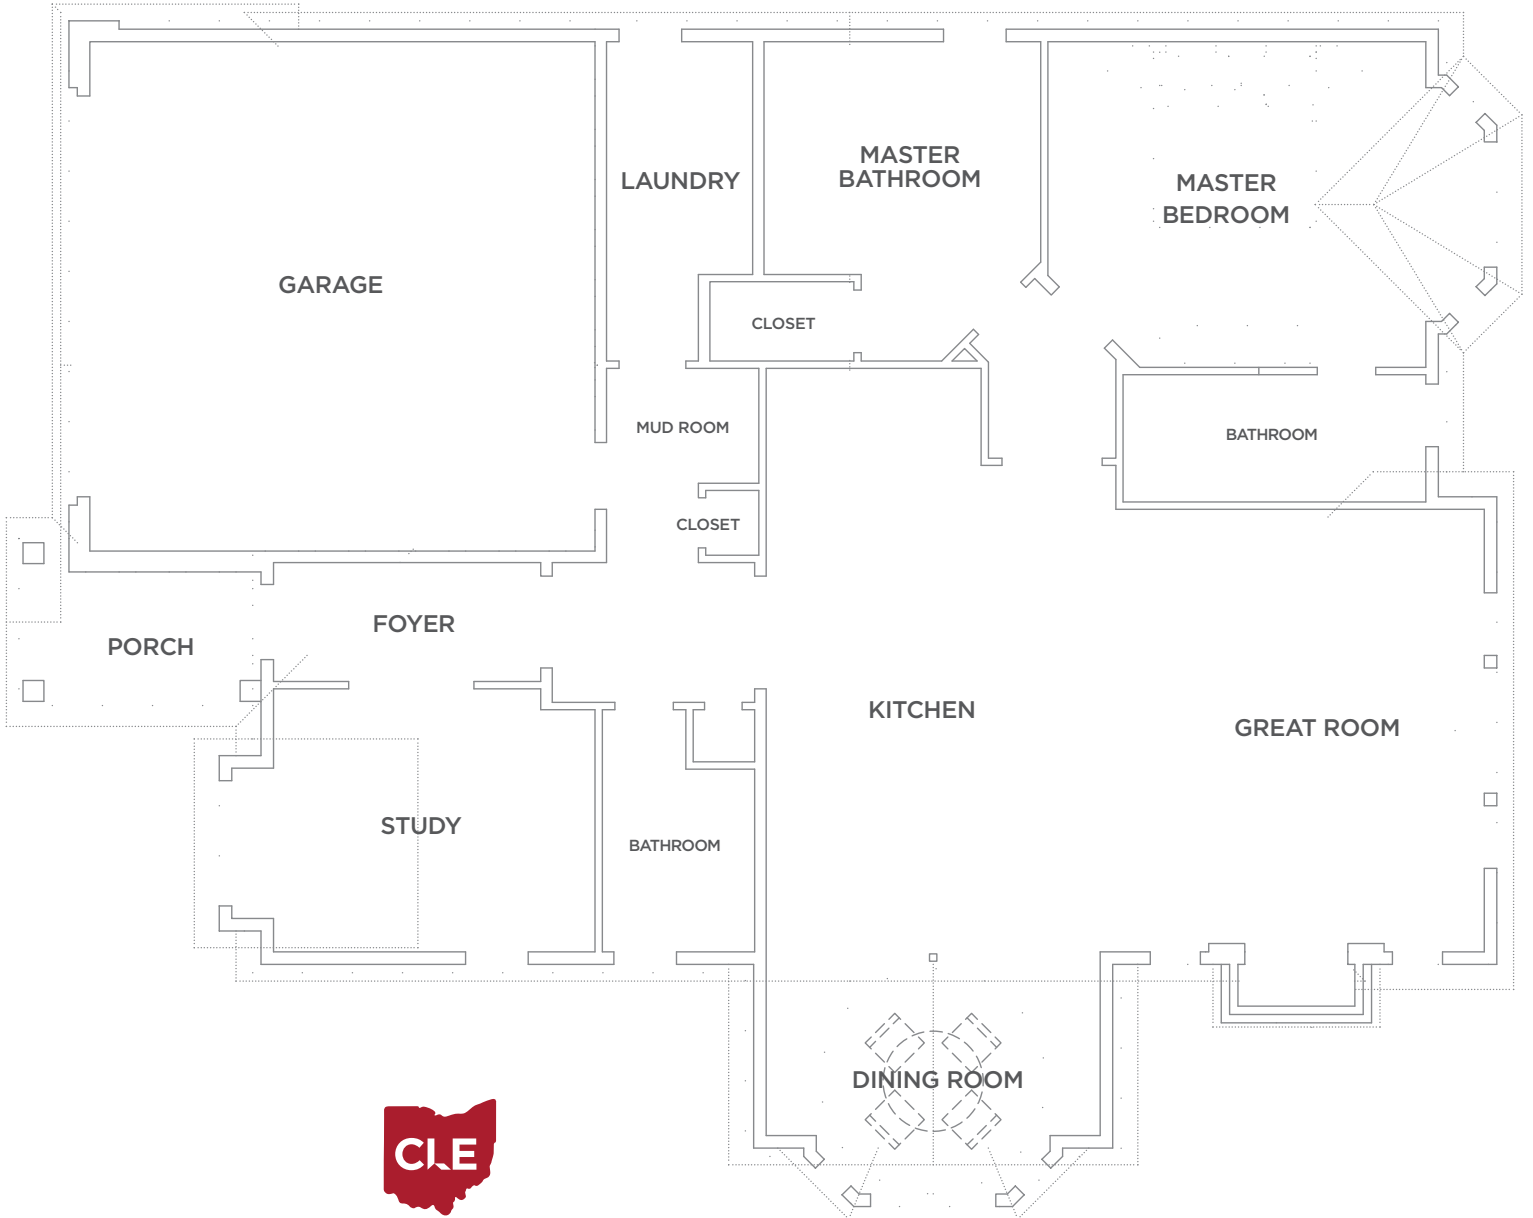 MASTER
BATHROOM
LAUNDRY
MASTER
BEDROOM
GARAGE
CLOSET
MUD ROOM
BATHROOM
CLOSET
FOYER
PORCH
KITCHEN
GREAT ROOM
STUDY
BATHROOM
DINING ROOM
CLE